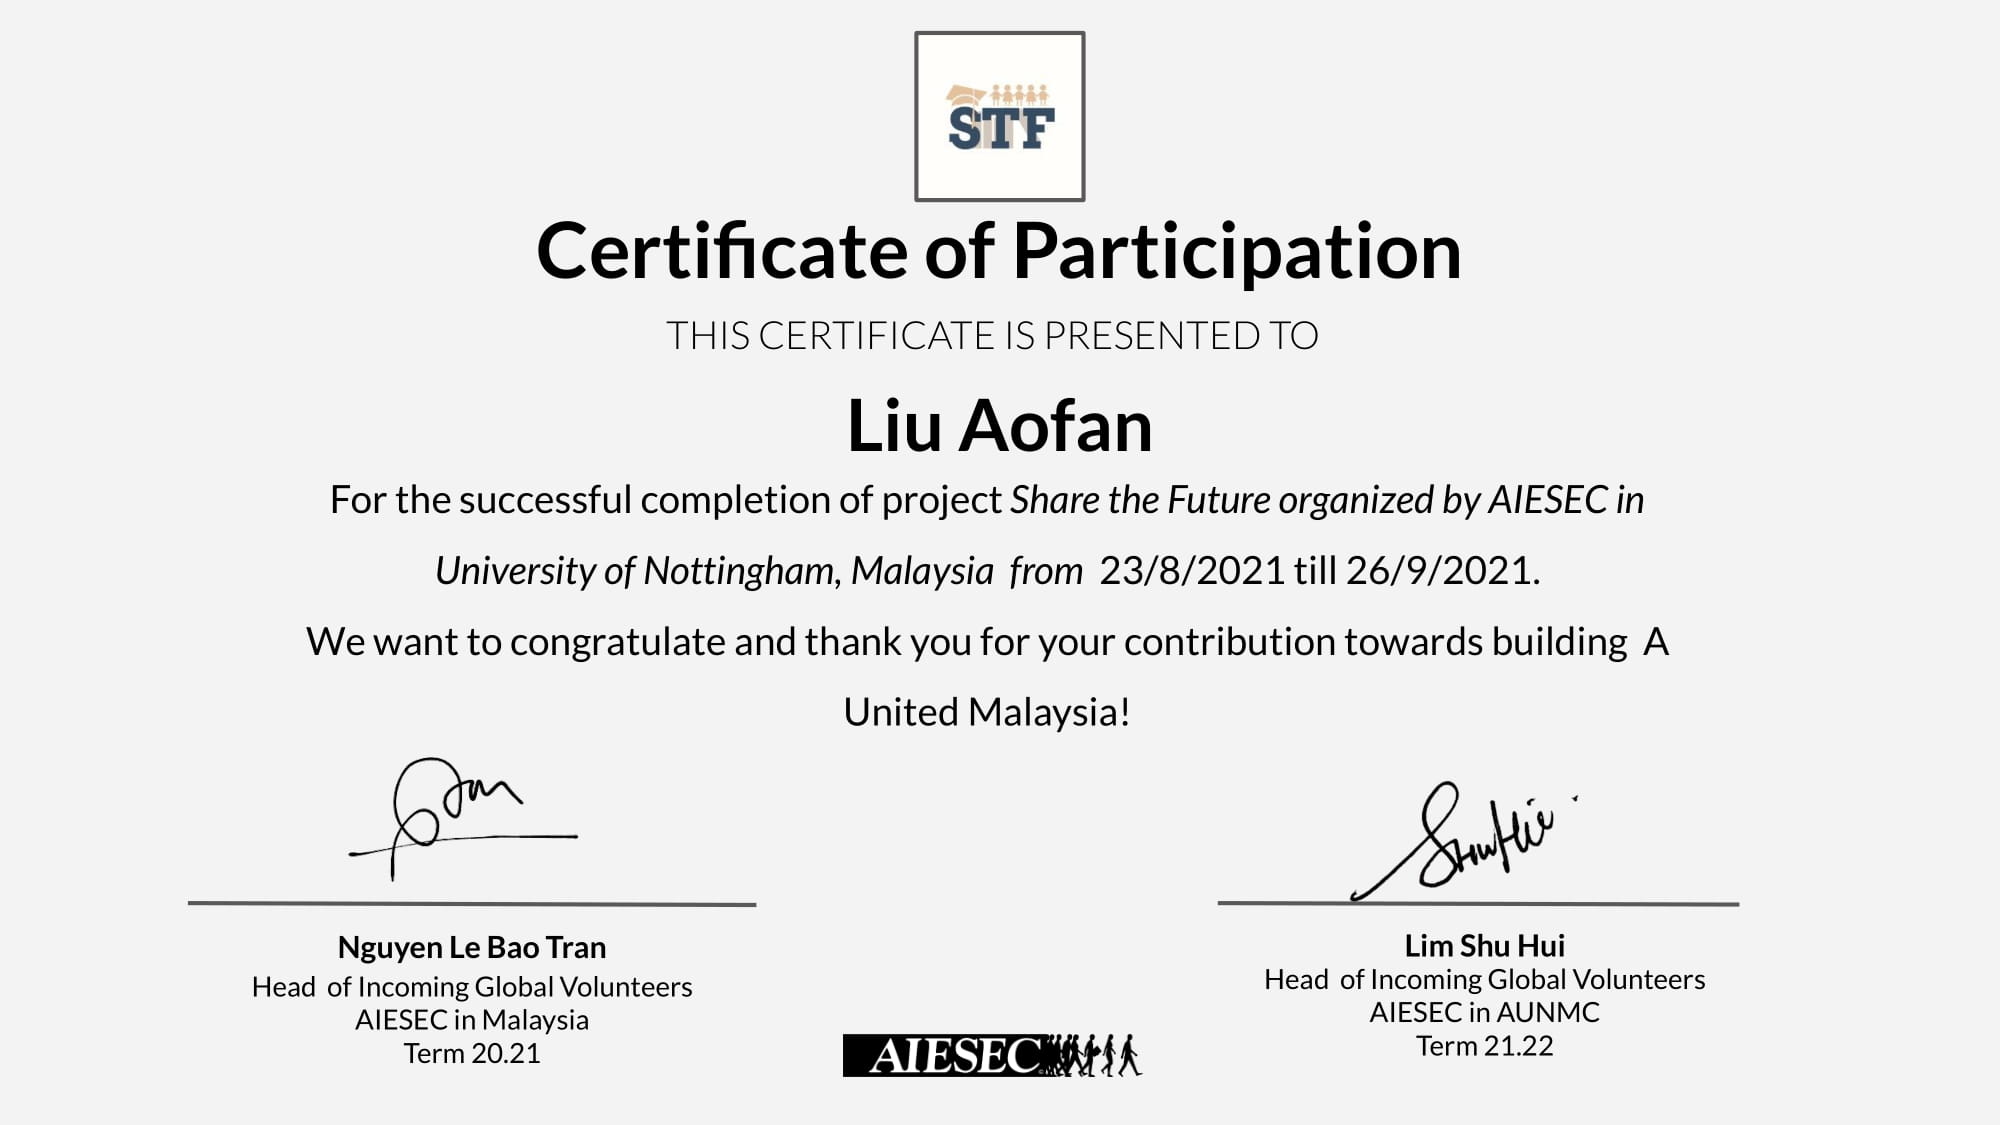 STF
Certificate of Participation
THIS CERTIFICATE IS PRESENTED TO
Liu Aofan
For the successful completion of project Share the Future organized by AIESEC in
University of Nottingham, Malaysia from 23/8/2021 till 26/9/2021.
We want to congratulate and thank you for your contribution towards building A
United Malaysia!
Nguyen Le Bao Tran
Head of Incoming Global Volunteers
AIESEC in Malaysia
Term 20.21
Lim Shu Hui
Head of Incoming Global Volunteers
AIESEC in AUNMC
Term 21.22
AIESEC